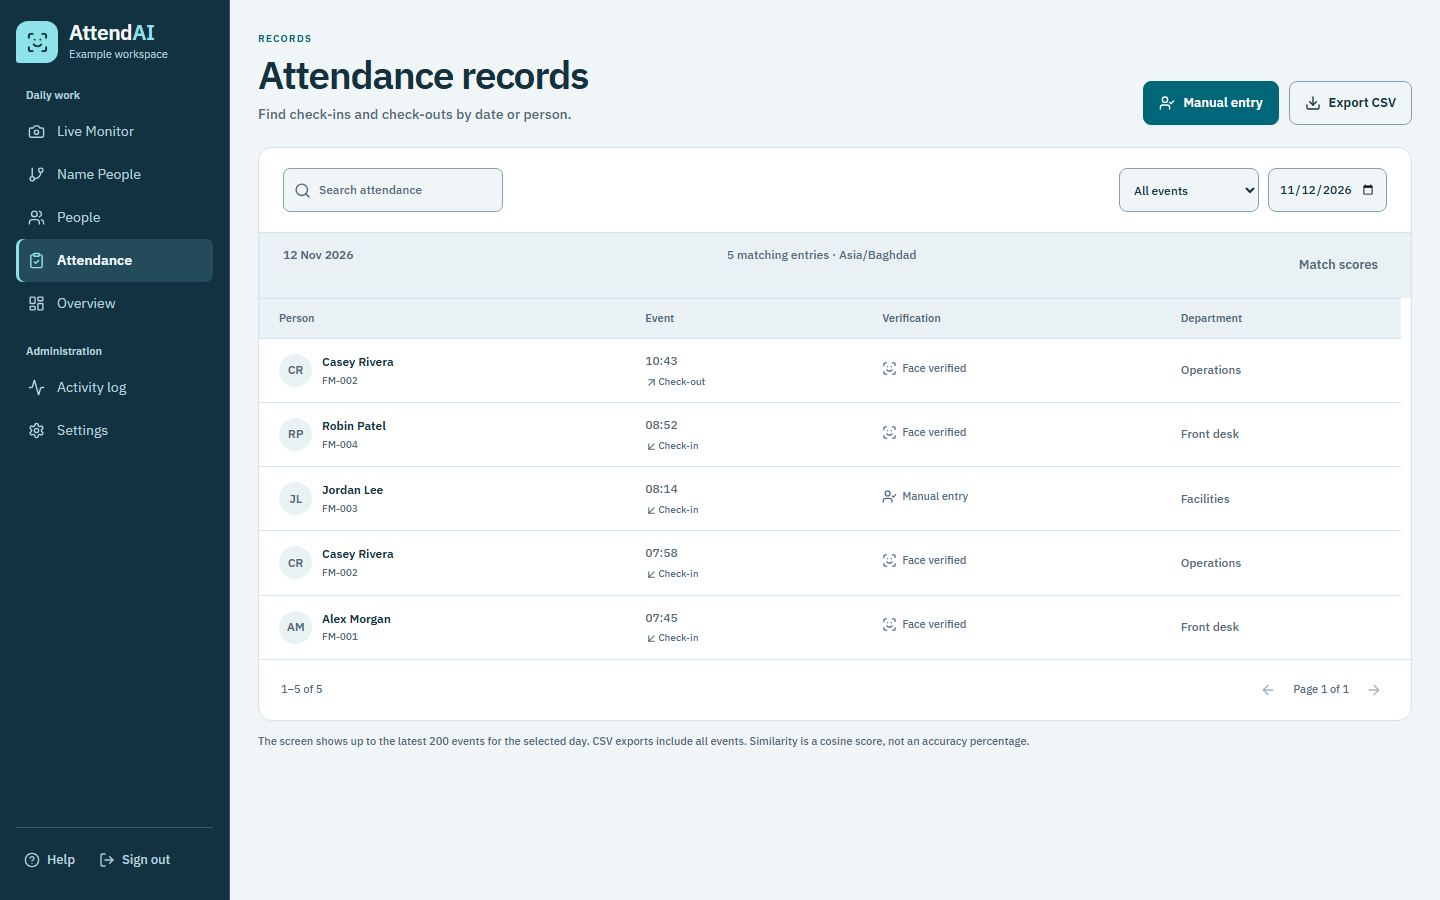 AttendAI
Example workspace
Daily work
Live Monitor
Name People
People
Attendance
Overview
Administration
Activity log
Settings
Help
Sign out
RECORDS
Attendance records
Find check-ins and check-outs by date or person.
Manual entry
Export CSV
Search attendance
All events
11/12/2026
12 Nov 2026
5 matching entries · Asia/Baghdad
Match scores
Person Event Verification Department
CR Casey Rivera 10:43 Face verified Operations
FM-002 Check-out
RP Robin Patel 08:52 Face verified Front desk
FM-004 Check-in
JL Jordan Lee 08:14 Manual entry Facilities
FM-003 Check-in
CR Casey Rivera 07:58 Face verified Operations
FM-002 Check-in
AM Alex Morgan 07:45 Face verified Front desk
FM-001 Check-in
1–5 of 5
Page 1 of 1
The screen shows up to the latest 200 events for the selected day. CSV exports include all events. Similarity is a cosine score, not an accuracy percentage.